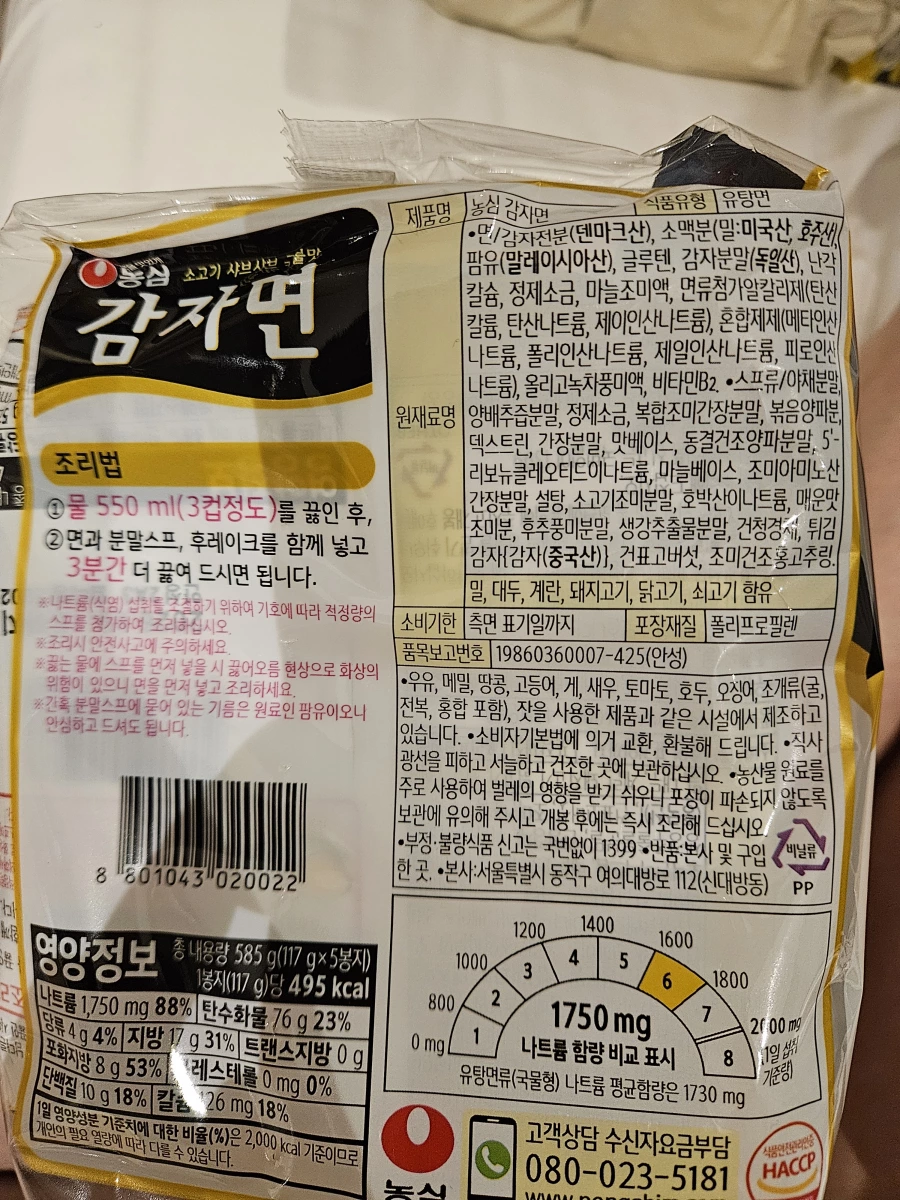 농심
소고기 샤브샤브
감자면
조리법
①물 550 ml(3컵정도)를 끓인 후,
②면과 분말스프, 후레이크를 함께 넣고
3분간 더 끓여 드시면 됩니다.
※나트륨(식염) 섭취를 조절하기 위하여 기호에 따라 적정량의
스프를 첨가하여 조리하십시오.
※조리시 안전사고에 주의하세요.
※끓는 물에 스프를 먼저 넣을 시 끓어오름 현상으로 화상의
위험이 있으니 면을 먼저 넣고 조리하세요.
※간혹 분말스프에 묻어 있는 기름은 원료인 팜유이오니
안심하고 드셔도 됩니다.
8 801043 020022
영양정보
총 내용량 585 g(117 g×5봉지)
1봉지(117 g)당 495 kcal
나트륨 1,750 mg 88% 탄수화물 76 g 23%
당류 4 g 4% 지방 17 g 31% 트랜스지방 0 g
포화지방 8 g 53% 콜레스테롤 0 mg 0%
단백질 10 g 18% 칼슘 126 mg 18%
1일 영양성분 기준치에 대한 비율(%)은 2,000 kcal 기준이므로
개인의 필요 열량에 따라 다를 수 있습니다.
제품명 농심 감자면 식품유형 유탕면
원재료명
•면/감자전분(덴마크산), 소맥분(밀:미국산, 호주산),
팜유(말레이시아산), 글루텐, 감자분말(독일산), 난각
칼슘, 정제소금, 마늘조미액, 면류첨가알칼리제(탄산
칼륨, 탄산나트륨, 제이인산나트륨), 혼합제제(메타인산
나트륨, 폴리인산나트륨, 제일인산나트륨, 피로인산
나트륨) 올리고녹차풍미액, 비타민B2. •스프류/야채분말,
양배추즙분말, 정제소금, 복합조미간장분말, 볶음양파분,
덱스트린, 간장분말, 맛베이스, 동결건조양파분말, 5'-
리보뉴클레오티드이나트륨, 마늘베이스, 조미아미노산
간장분말, 설탕, 소고기조미분말, 호박산이나트륨, 매운맛
조미분, 후추풍미분말, 생강추출물분말, 건청경채, 튀김
감자{감자(중국산)}, 건표고버섯, 조미건조홍고추링.
밀, 대두, 계란, 돼지고기, 닭고기, 쇠고기 함유
소비기한 측면 표기일까지 포장재질 폴리프로필렌
품목보고번호 19860360007-425(안성)
•우유, 메밀, 땅콩, 고등어, 게, 새우, 토마토, 호두, 오징어, 조개류(굴,
전복, 홍합 포함), 잣을 사용한 제품과 같은 시설에서 제조하고
있습니다. •소비자기본법에 의거 교환, 환불해 드립니다. •직사
광선을 피하고 서늘하고 건조한 곳에 보관하십시오. •농산물 원료를
주로 사용하여 벌레의 영향을 받기 쉬우니 포장이 파손되지 않도록
보관에 유의해 주시고 개봉 후에는 즉시 조리해 드십시오.
•부정·불량식품 신고는 국번없이 1399 •반품:본사 및 구입
한 곳. •본사:서울특별시 동작구 여의대방로 112(신대방동)
비닐류
PP
0 mg 800 1000 1200 1400 1600 1800 2000 mg
1 2 3 4 5 6 7 8
(1일 섭취
기준량)
1750 mg
나트륨 함량 비교 표시
유탕면류(국물형) 나트륨 평균함량은 1730 mg
농심
고객상담 수신자요금부담
080-023-5181
식품안전관리인증
HACCP